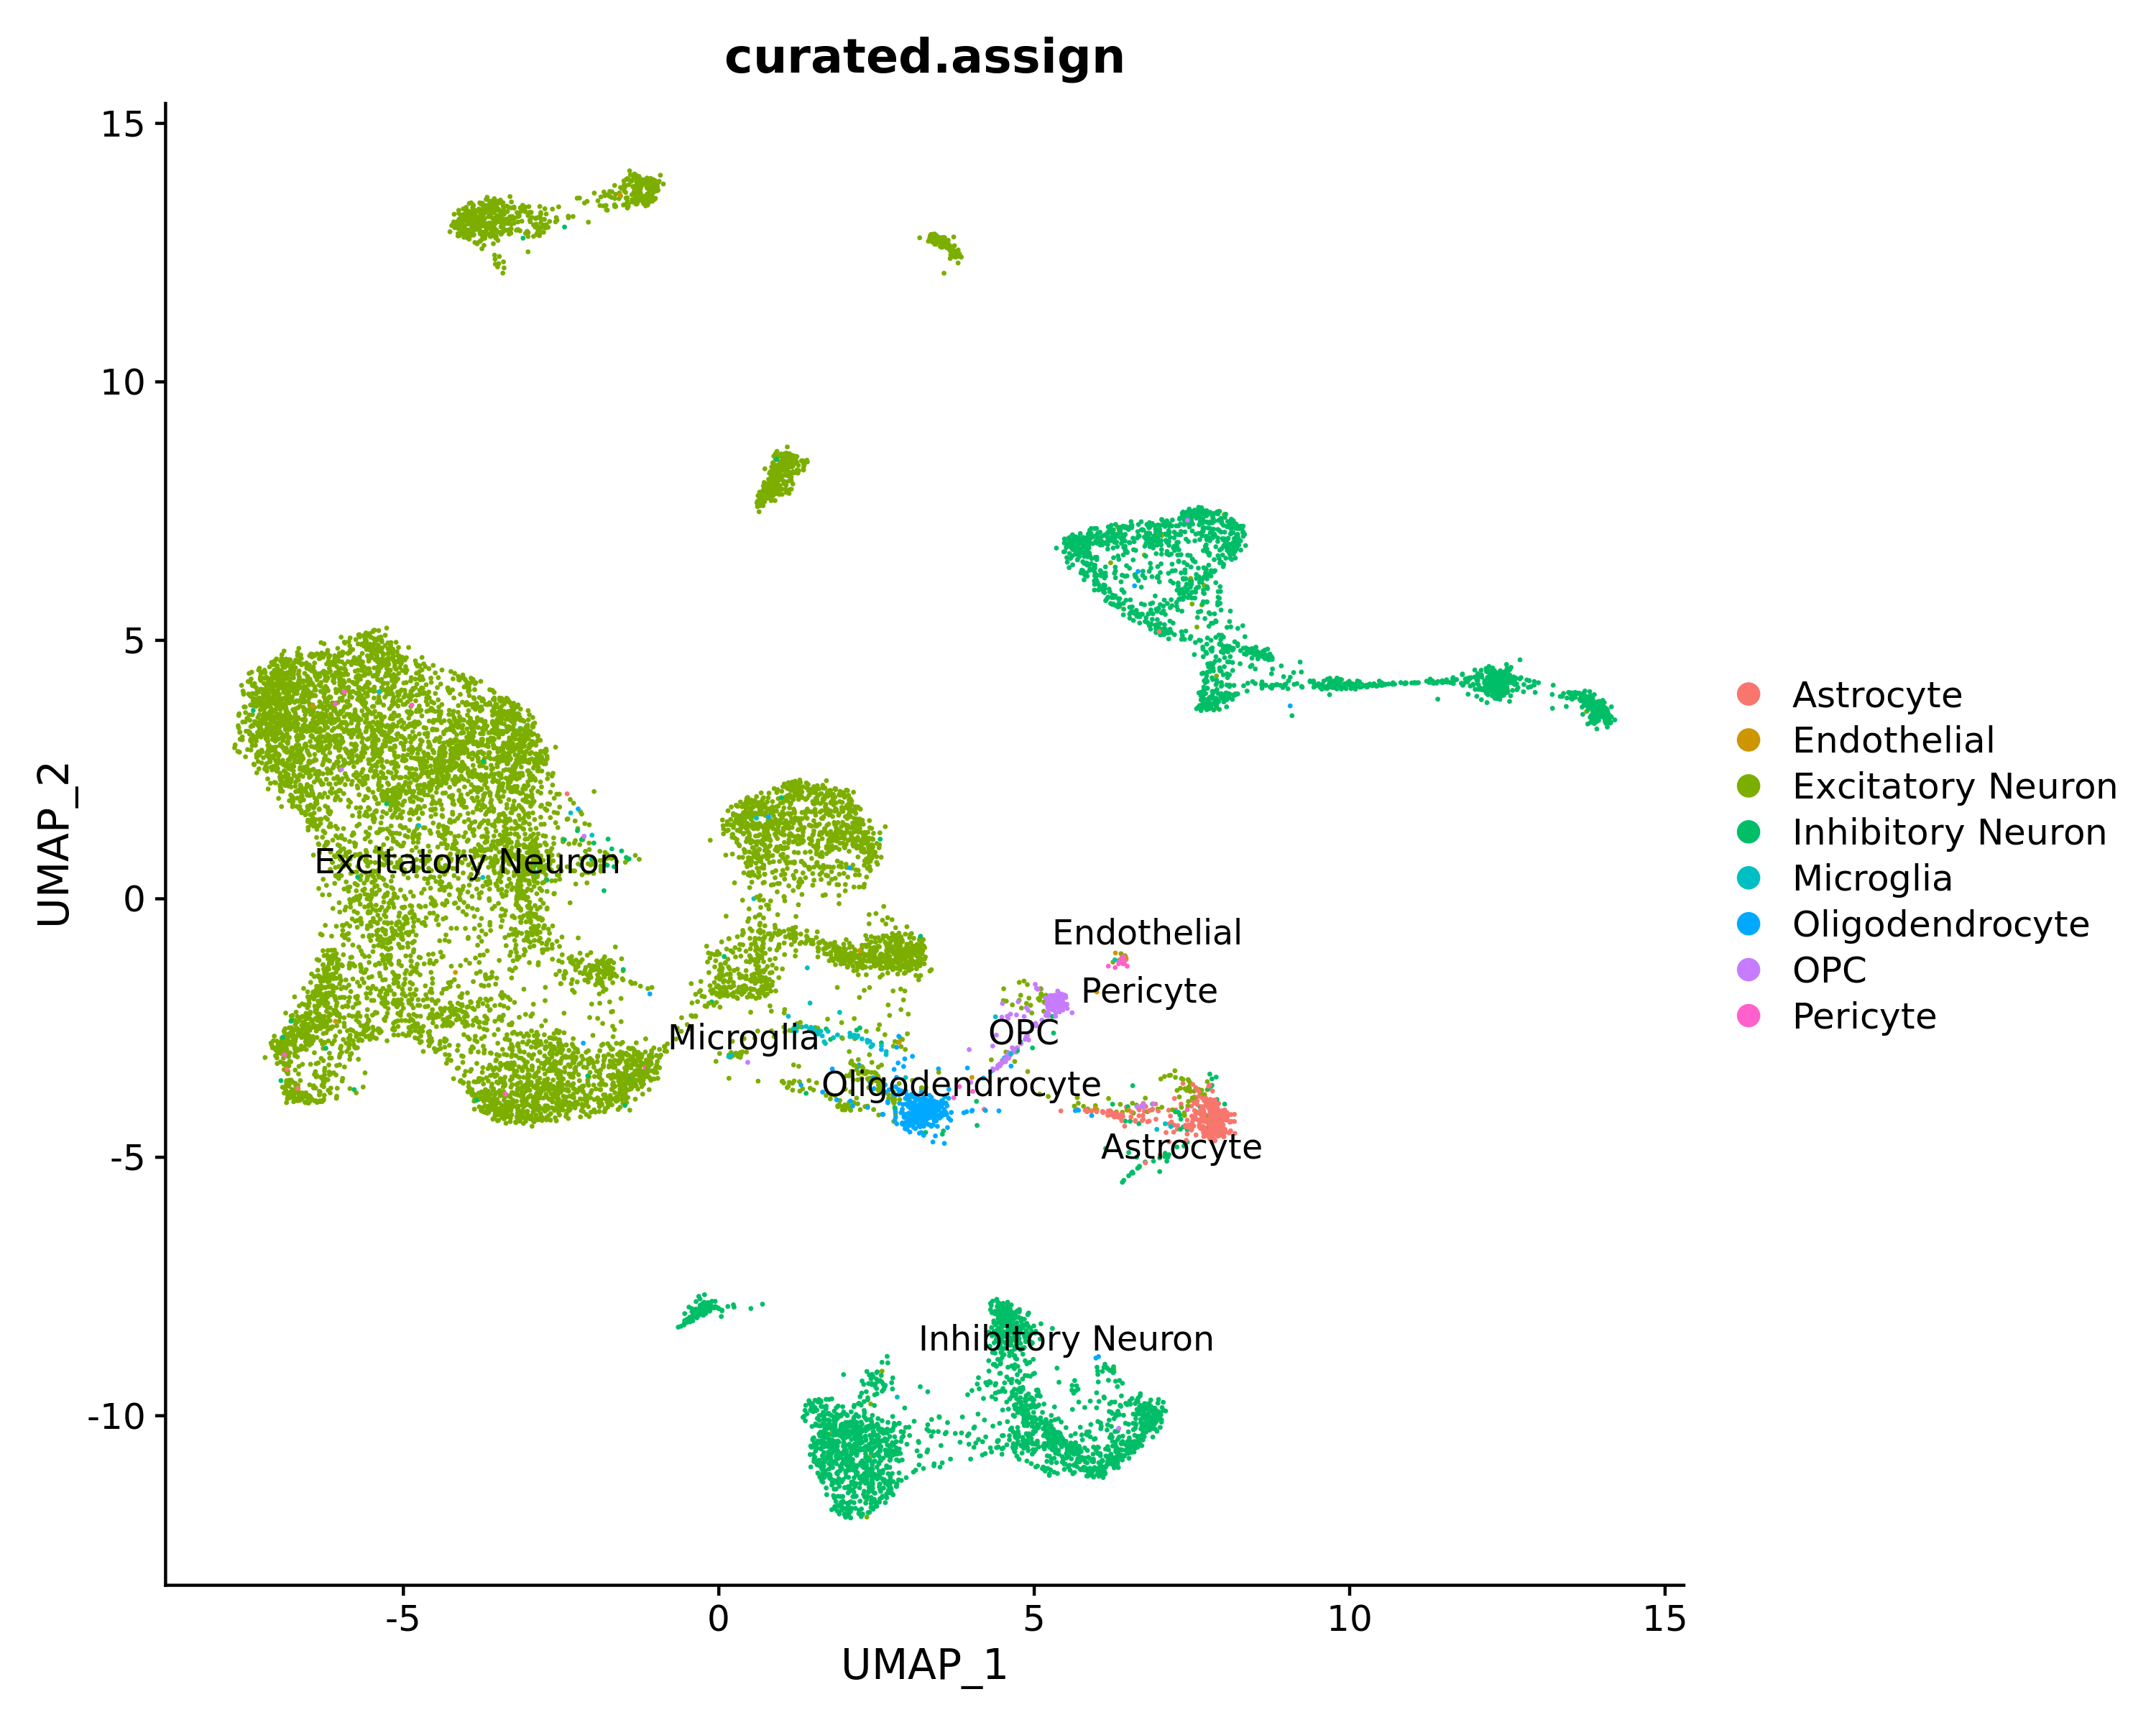 curated.assign
15
10
5
0
-5
-10
UMAP_2
Excitatory Neuron
Endothelial
Pericyte
OPC
Microglia
Oligodendrocyte
Astrocyte
Inhibitory Neuron
-5
0
5
10
15
UMAP_1
Astrocyte
Endothelial
Excitatory Neuron
Inhibitory Neuron
Microglia
Oligodendrocyte
OPC
Pericyte